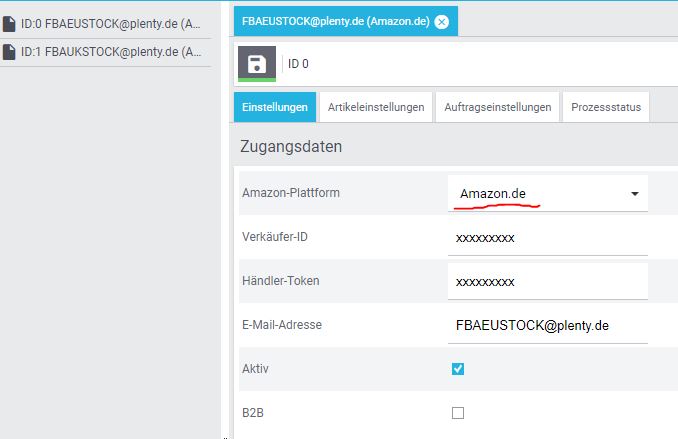 ID:0 FBAEUSTOCK@plenty.de (A...
ID:1 FBAUKSTOCK@plenty.de (A...
FBAEUSTOCK@plenty.de (Amazon.de)
ID 0
Einstellungen Artikeleinstellungen Auftragseinstellungen Prozessstatus
Zugangsdaten
Amazon-Plattform Amazon.de
Verkäufer-ID xxxxxxxxx
Händler-Token xxxxxxxxx
E-Mail-Adresse FBAEUSTOCK@plenty.de
Aktiv
B2B